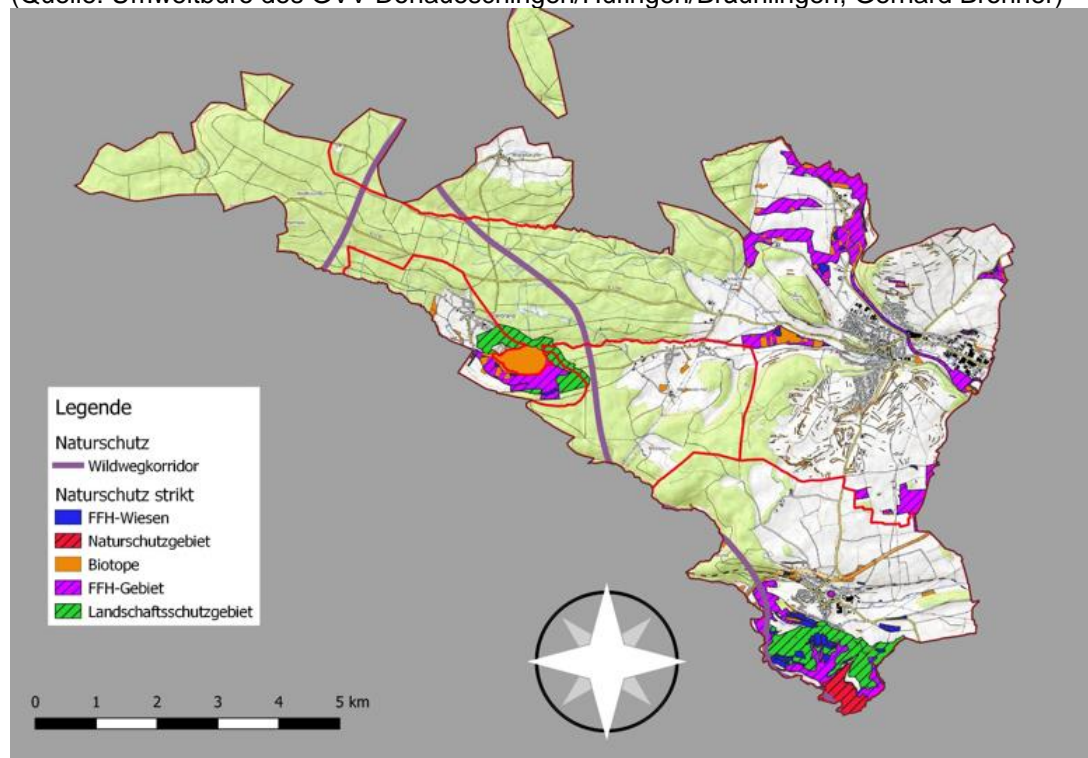 (Quelle: Umweltbüro des GVV Donaueschingen/Hüfingen/Bräunlingen, Gerhard Bronner)
Legende
Naturschutz
Wildwegkorridor
Naturschutz strikt
FFH-Wiesen
Naturschutzgebiet
Biotope
FFH-Gebiet
Landschaftsschutzgebiet
0 1 2 3 4 5 km